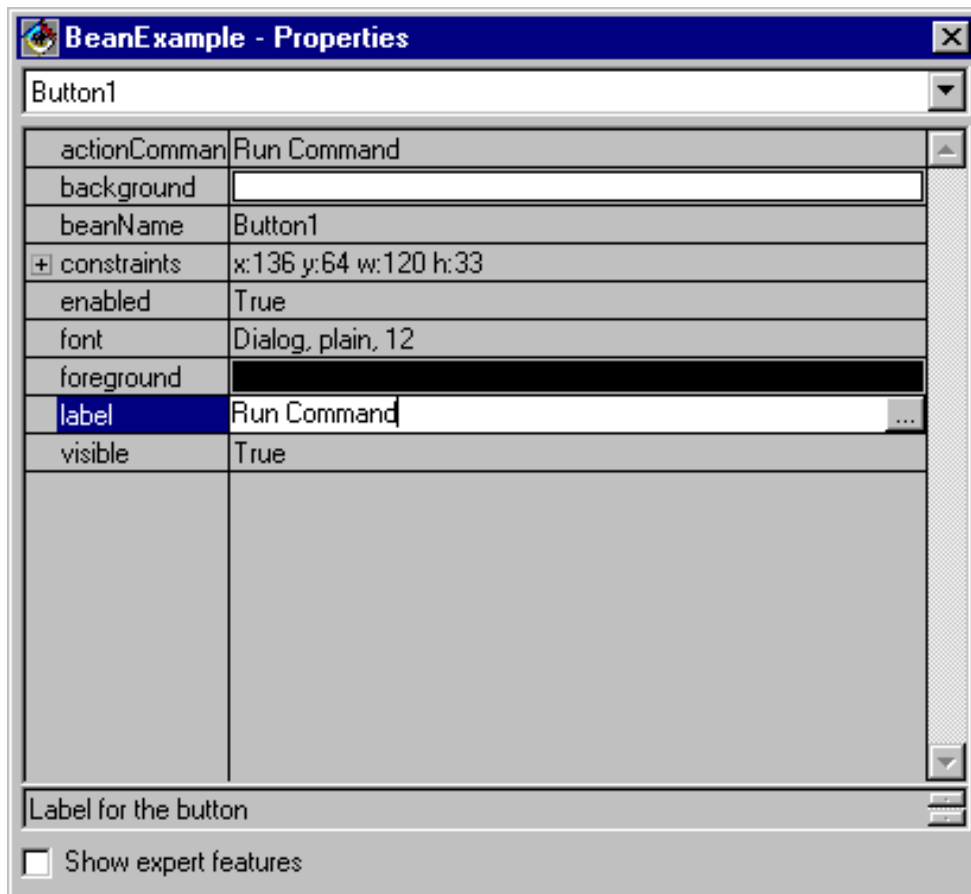 BeanExample - Properties
Button1
actionComman Run Command
background
beanName Button1
constraints x:136 y:64 w:120 h:33
enabled True
font Dialog, plain, 12
foreground
label Run Command ...
visible True
Label for the button
Show expert features